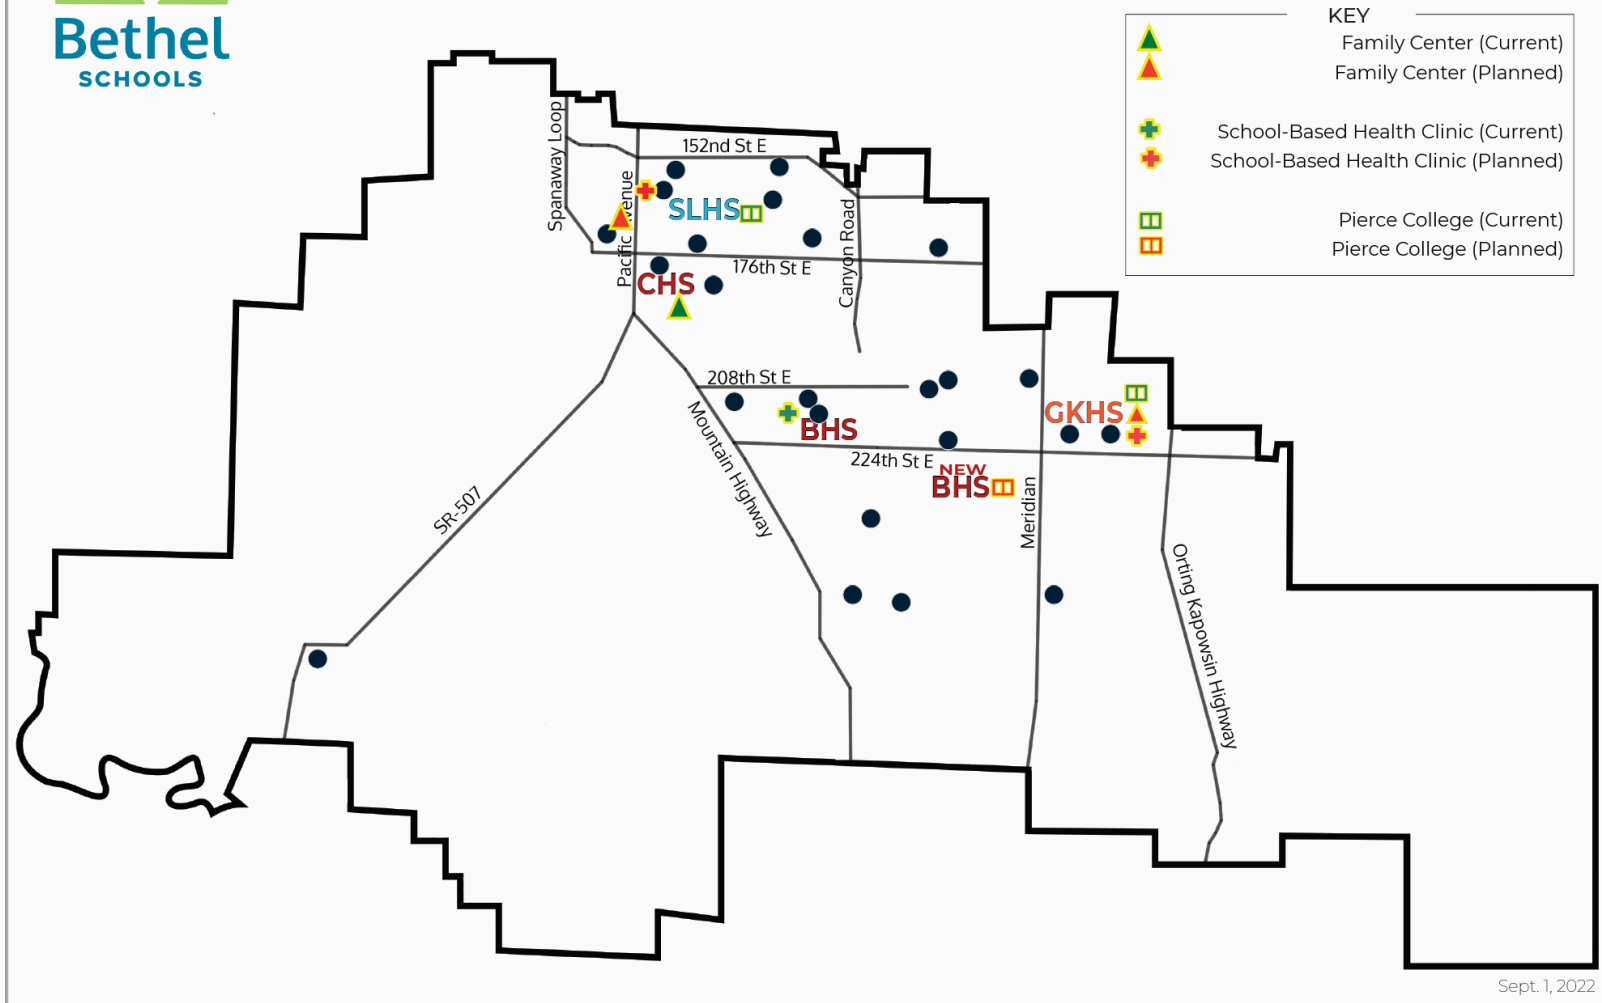 Bethel
SCHOOLS
KEY
Family Center (Current)
Family Center (Planned)
School-Based Health Clinic (Current)
School-Based Health Clinic (Planned)
Pierce College (Current)
Pierce College (Planned)
Spanaway Loop
152nd St E
Pacific Avenue
SLHS
Canyon Road
176th St E
CHS
208th St E
Mountain Highway
BHS
GKHS
224th St E
NEW
BHS
Meridian
SR-507
Orting Kapowsin Highway
Sept. 1, 2022